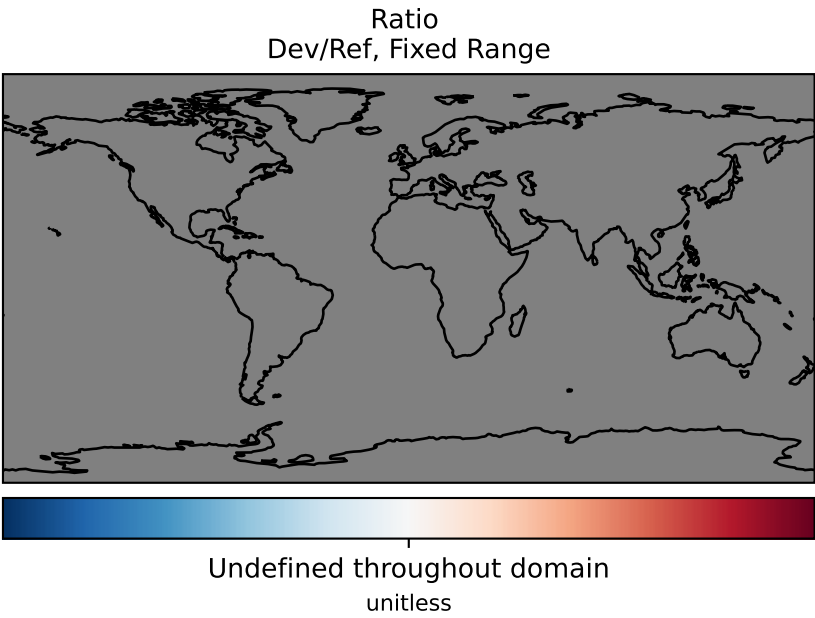 Ratio
Dev/Ref, Fixed Range
Undefined throughout domain
unitless